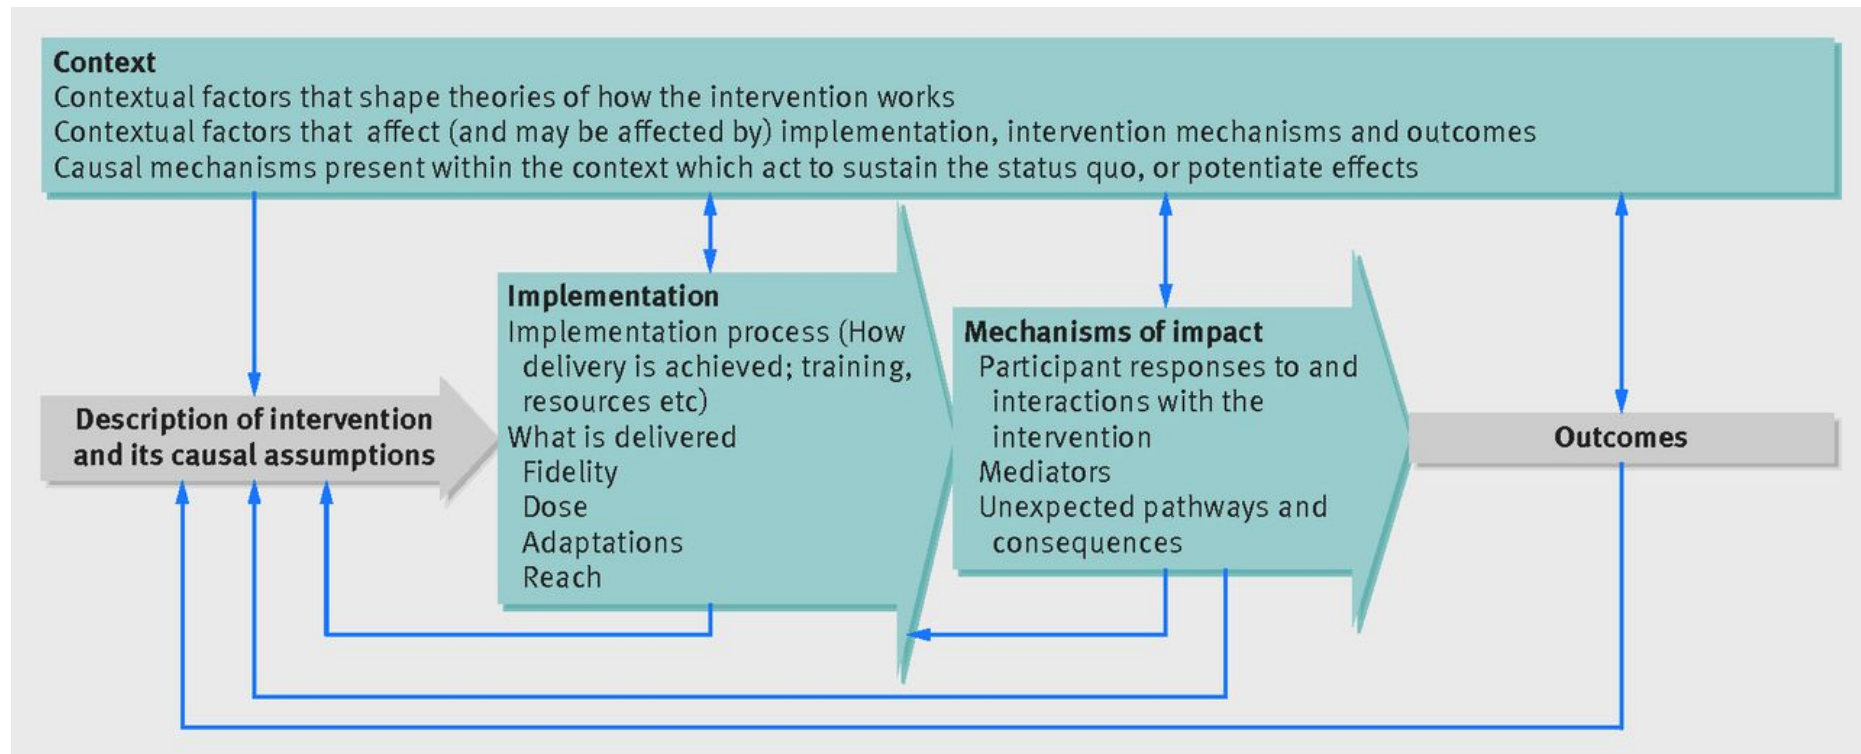 Context
Contextual factors that shape theories of how the intervention works
Contextual factors that affect (and may be affected by) implementation, intervention mechanisms and outcomes
Causal mechanisms present within the context which act to sustain the status quo, or potentiate effects
Description of intervention
and its causal assumptions
Implementation
Implementation process (How
delivery is achieved; training,
resources etc)
What is delivered
Fidelity
Dose
Adaptations
Reach
Mechanisms of impact
Participant responses to and
interactions with the
intervention
Mediators
Unexpected pathways and
consequences
Outcomes